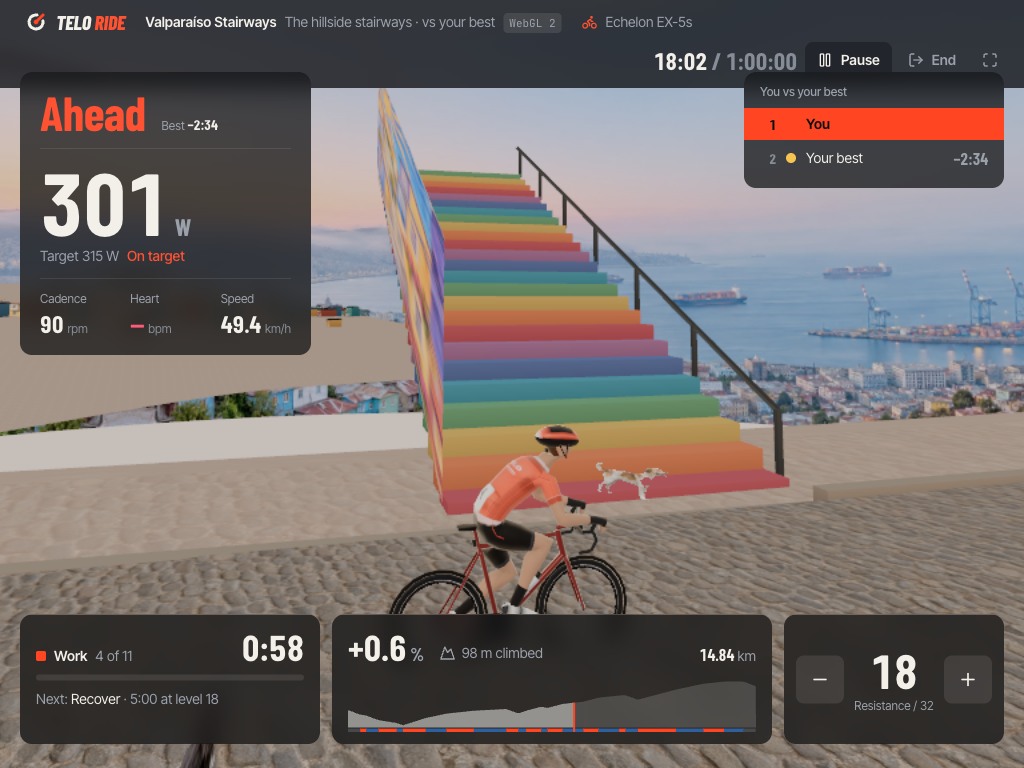 TELO RIDE
Valparaíso Stairways The hillside stairways · vs your best WebGL 2 Echelon EX-5s
18:02 / 1:00:00 Pause End
Ahead Best −2:34
301 W
Target 315 W On target
Cadence Heart Speed
90 rpm – bpm 49.4 km/h
You vs your best
1 You
2 Your best −2:34
Work 4 of 11 0:58
Next: Recover · 5:00 at level 18
+0.6 % 98 m climbed 14.84 km
− 18 +
Resistance / 32